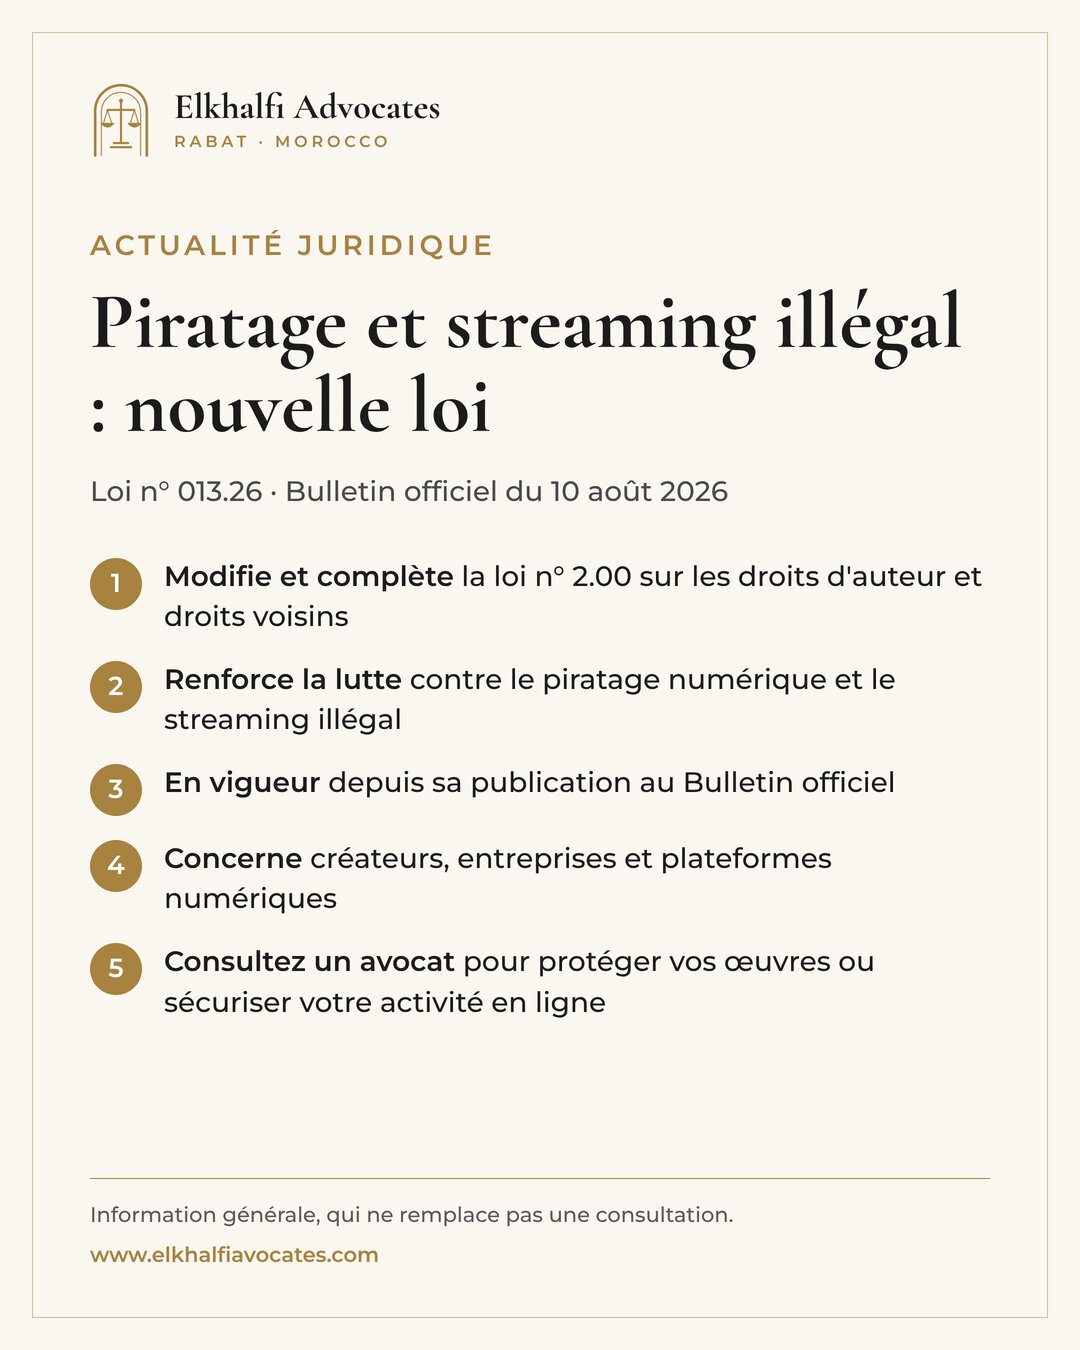 Elkhalfi Advocates
RABAT · MOROCCO
ACTUALITÉ JURIDIQUE
Piratage et streaming illégal
: nouvelle loi
Loi n° 013.26 · Bulletin officiel du 10 août 2026
1 Modifie et complète la loi n° 2.00 sur les droits d'auteur et
droits voisins
2 Renforce la lutte contre le piratage numérique et le
streaming illégal
3 En vigueur depuis sa publication au Bulletin officiel
4 Concerne créateurs, entreprises et plateformes
numériques
5 Consultez un avocat pour protéger vos œuvres ou
sécuriser votre activité en ligne
Information générale, qui ne remplace pas une consultation.
www.elkhalfiavocates.com